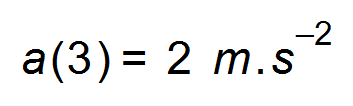 a(3) = 2 m.s⁻²